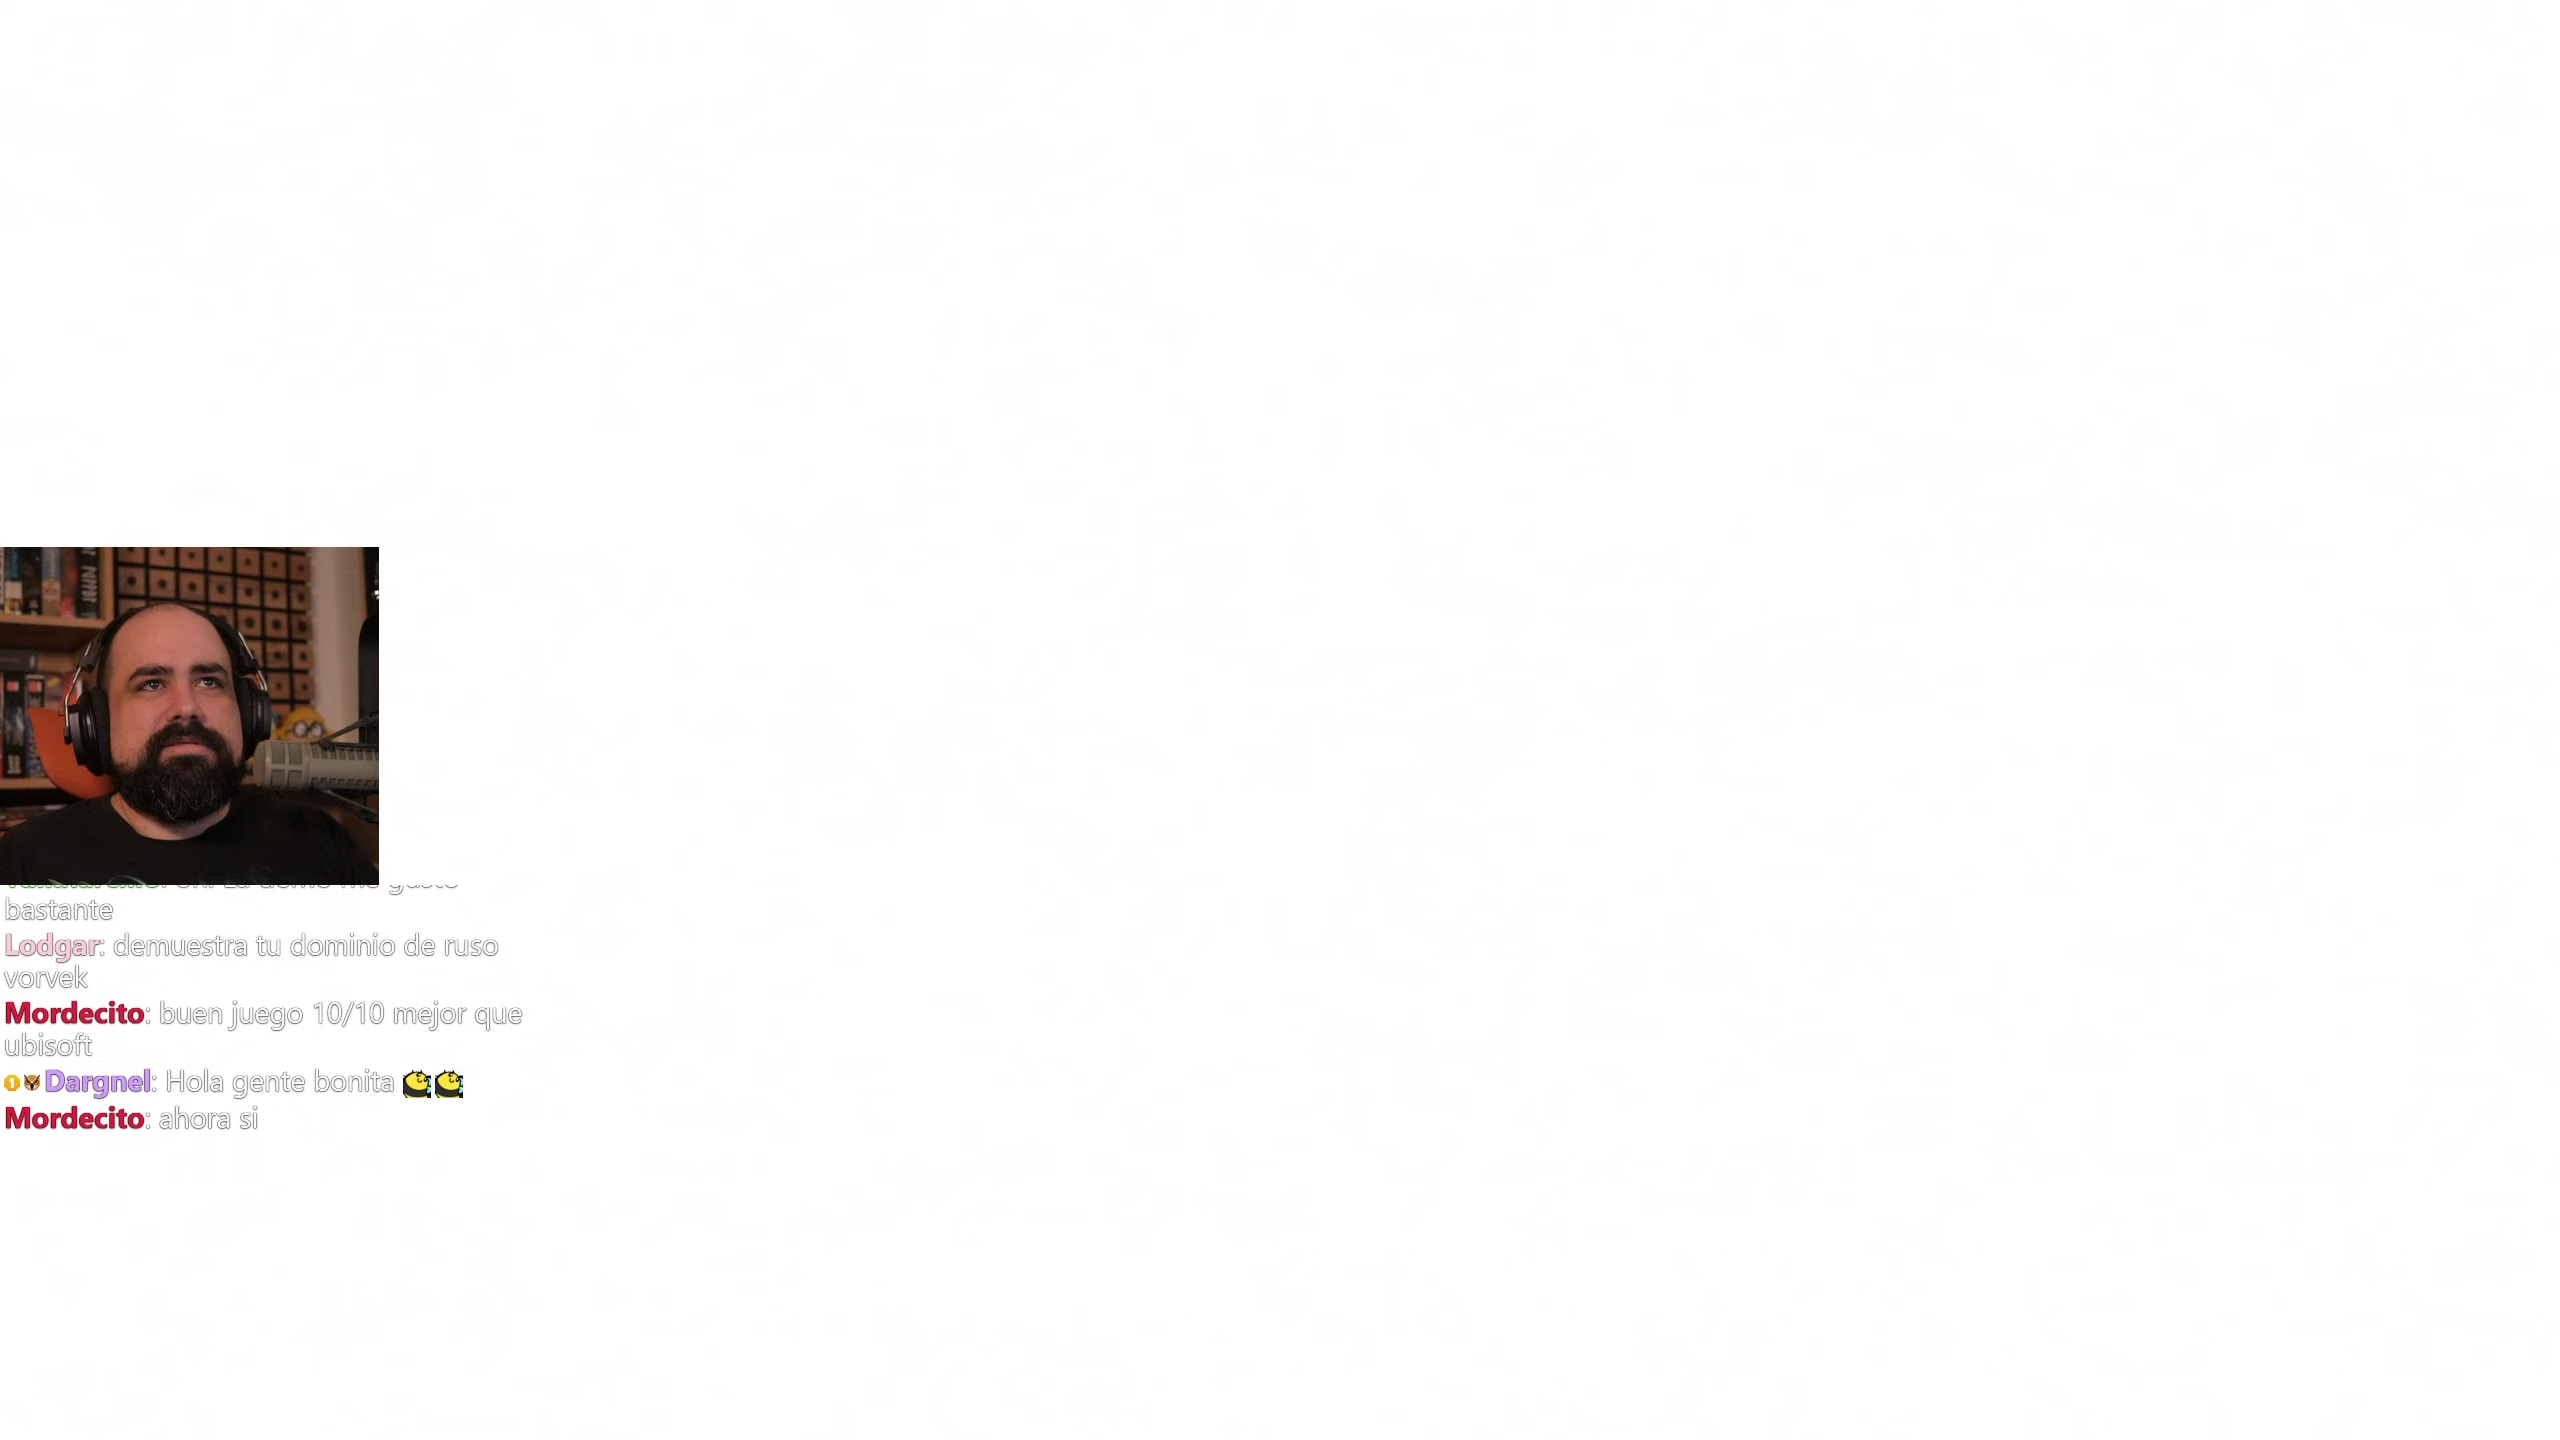 bastante
Lodgar: demuestra tu dominio de ruso
vorvek
Mordecito: buen juego 10/10 mejor que
ubisoft
Dargnel: Hola gente bonita
Mordecito: ahora si